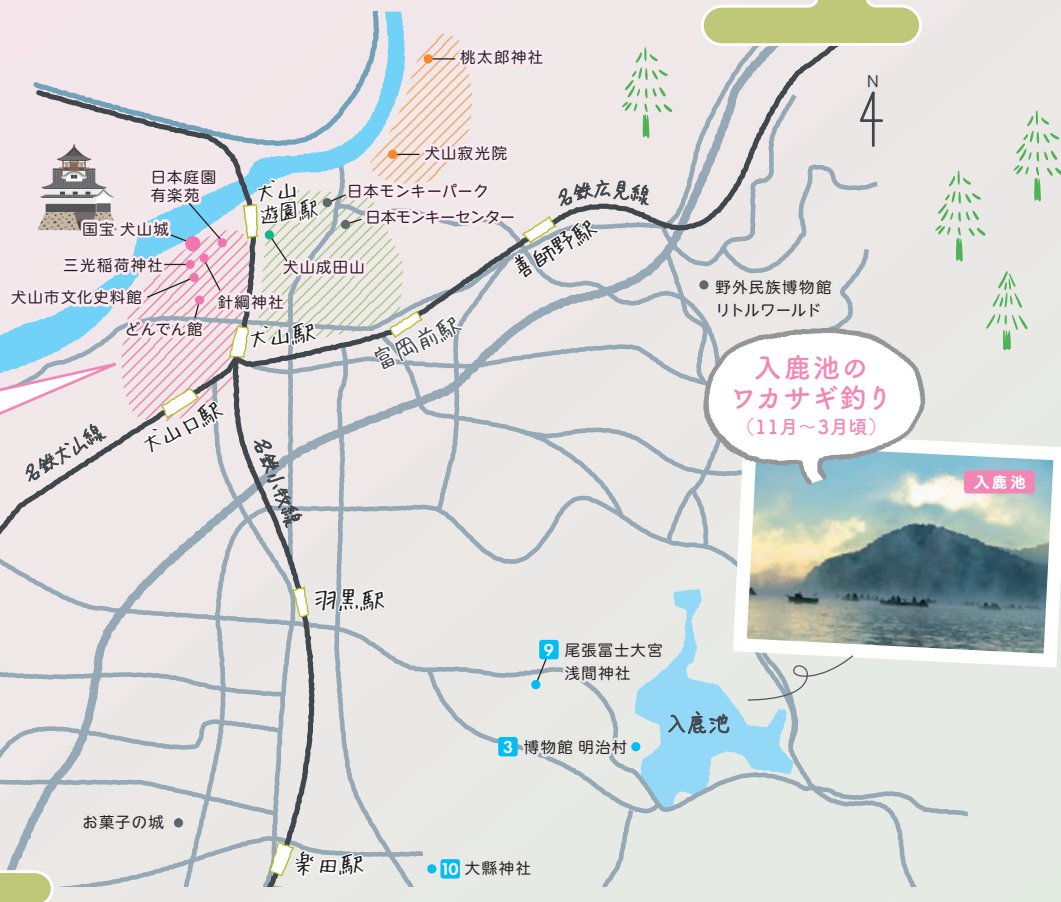 桃太郎神社
N
犬山寂光院
日本庭園
有楽苑
犬山
遊園駅
日本モンキーパーク
名鉄広見線
日本モンキーセンター
国宝 犬山城
善師野駅
三光稲荷神社
犬山成田山
犬山市文化史料館
針綱神社
野外民族博物館
リトルワールド
どんでん館
犬山駅
富岡前駅
入鹿池の
ワカサギ釣り
（11月〜3月頃）
犬山口駅
名鉄犬山線
名鉄小牧線
入鹿池
羽黒駅
9 尾張冨士大宮
浅間神社
入鹿池
3 博物館 明治村
お菓子の城
楽田駅
10 大縣神社